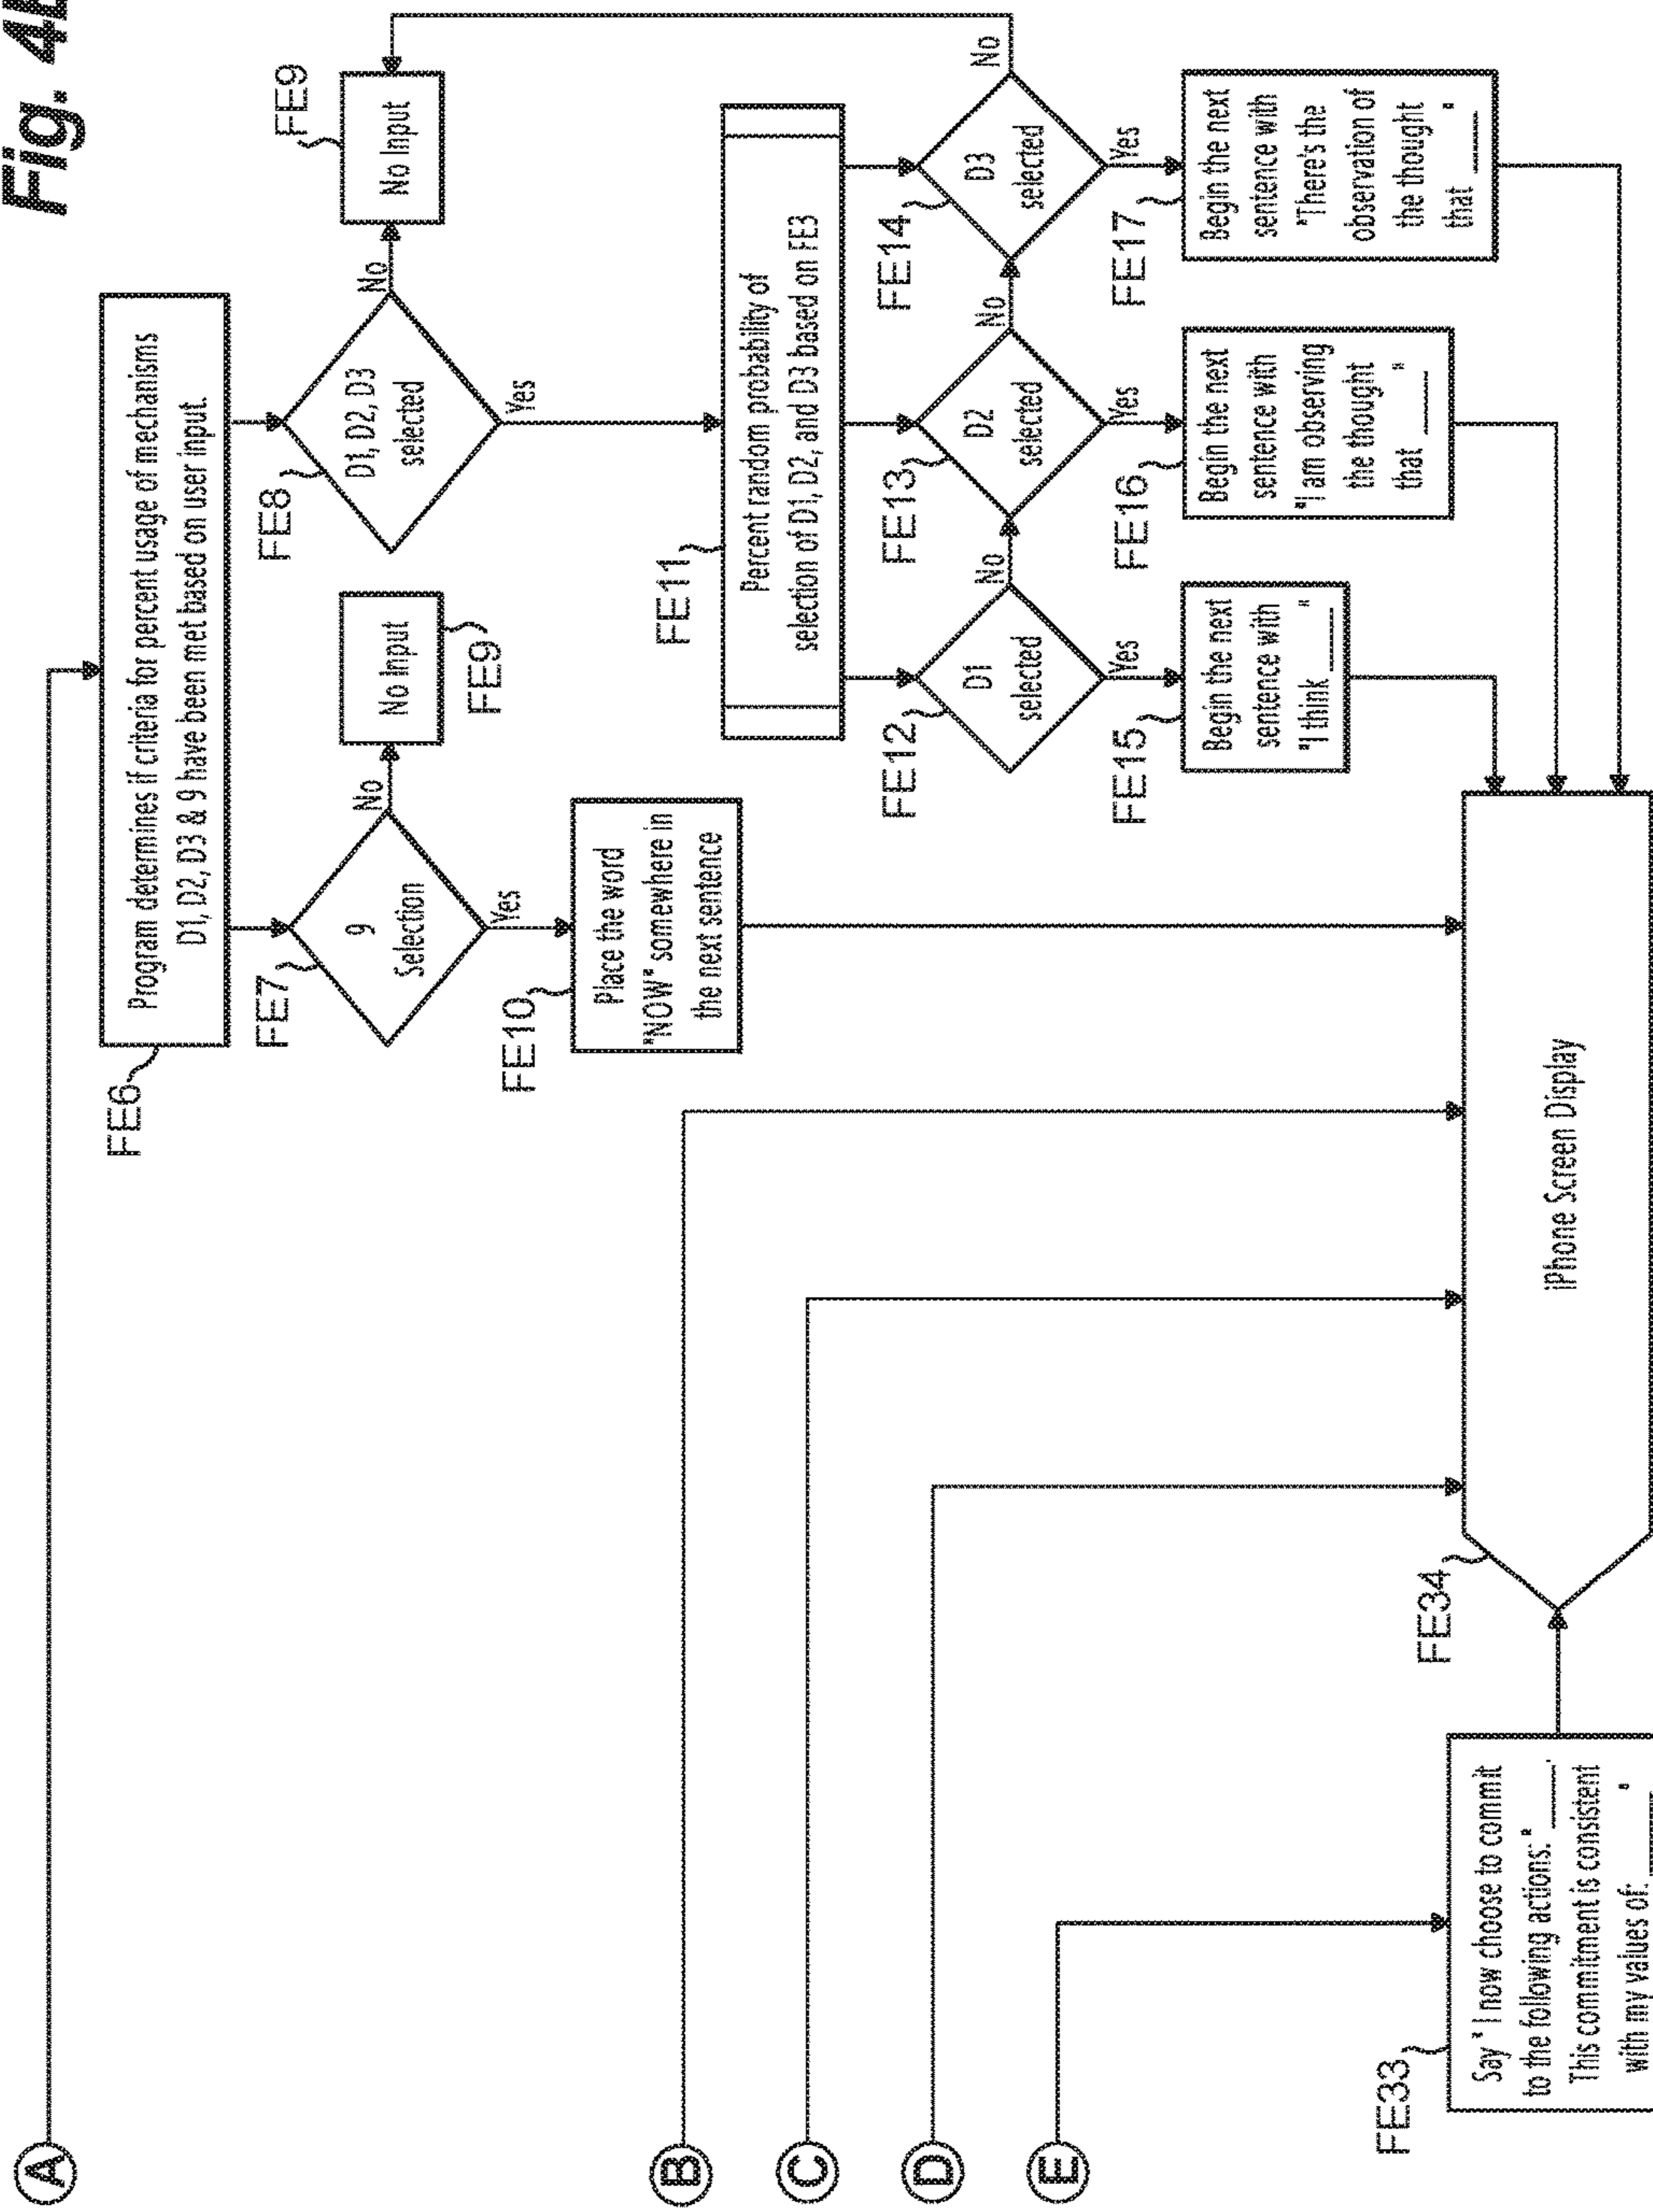 Fig. 4b
A
FE6
Program determines if criteria for percent usage of mechanisms
D1, D2, D3 & 9 have been met based on user input.
FE7
9
Selection
No
No Input
FE9
Yes
FE8
D1, D2, D3
selected
No
No Input
FE9
Yes
FE10
Place the word
"NOW" somewhere in
the next sentence
FE11
Percent random probability of
selection of D1, D2, and D3 based on FE3
FE12
D1
selected
No
Yes
FE13
D2
selected
No
Yes
FE14
D3
selected
No
Yes
FE15
Begin the next
sentence with
"I think ____"
FE16
Begin the next
sentence with
"I am observing
the thought
that ____"
FE17
Begin the next
sentence with
"There's the
observation of
the thought
that ____"
B
C
D
E
FE34
iPhone Screen Display
FE33
Say " I now choose to commit
to the following actions:" ____.
This commitment is consistent
with my values of: ____"